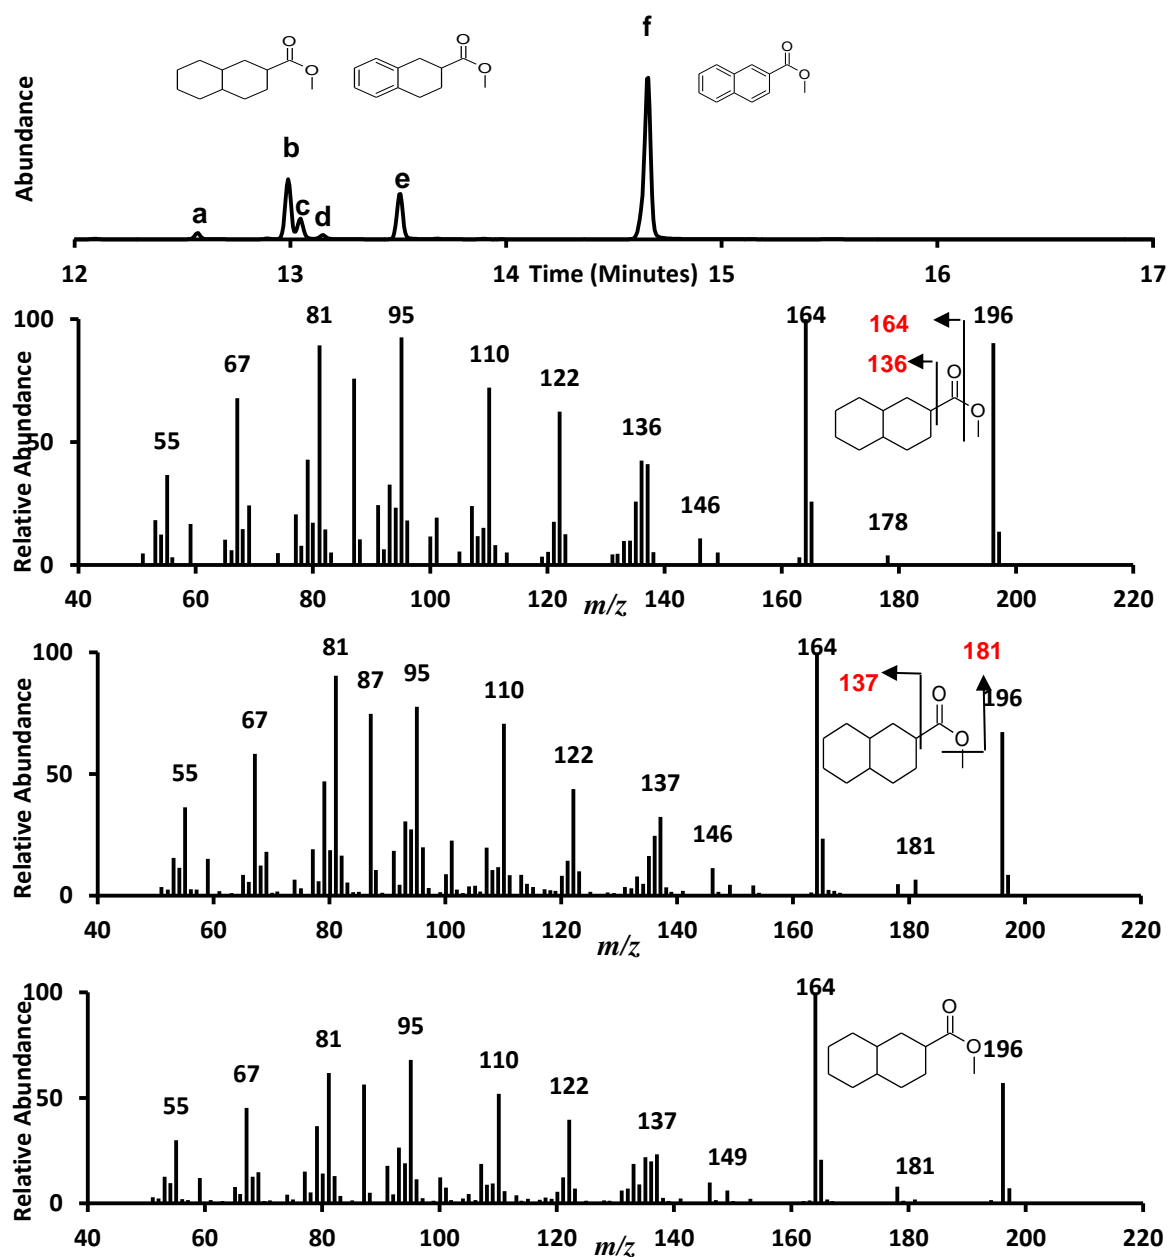 f
O
O
O
O
O
O
b
e
c
a
d
Abundance
12 13 14 Time (Minutes) 15 16 17
100 81 95 164 164 196
67 110 136
122 O
O
50 55 136
146 178
0
Relative Abundance
40 60 80 100 120 140 160 180 200 220
m/z
100 81 164 181
87 95 137
67 110 O 196
O
50 55 122
137
146 181
0
Relative Abundance
40 60 80 100 120 140 160 180 200 220
m/z
100 164
95 O
81 O 196
67 110
50 55 122
137
149 181
0
Relative Abundance
40 60 80 100 120 140 160 180 200 220
m/z